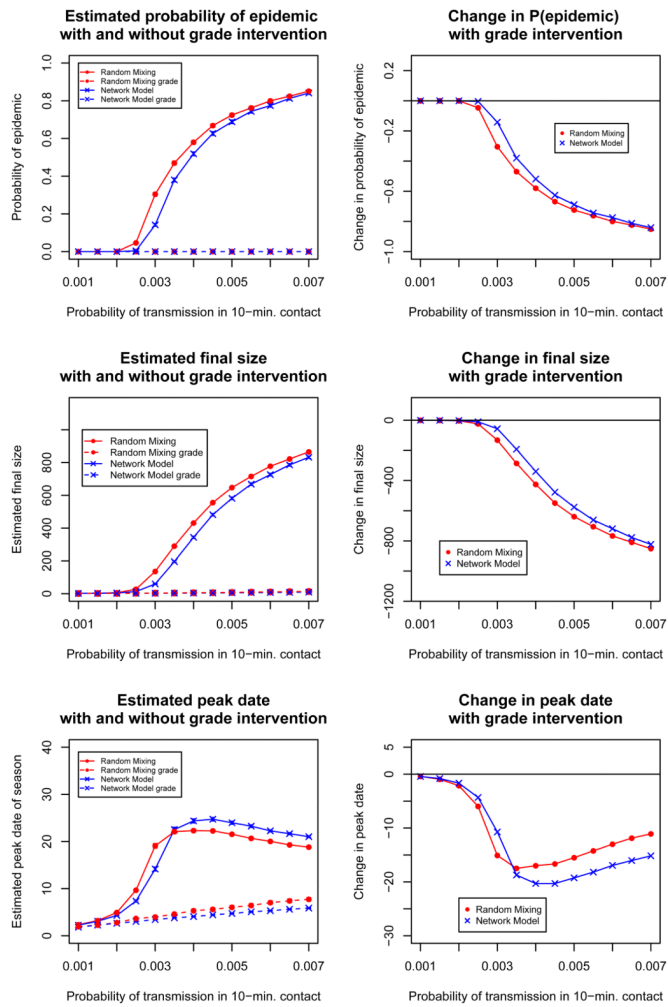 Estimated probability of epidemic
with and without grade intervention
Probability of epidemic
1.0
0.8
0.6
0.4
0.2
0.0
Random Mixing
Random Mixing grade
Network Model
Network Model grade
0.001 0.003 0.005 0.007
Probability of transmission in 10−min. contact
Change in P(epidemic)
with grade intervention
Change in probability of epidemic
0.2
−0.2
−0.6
−1.0
Random Mixing
Network Model
0.001 0.003 0.005 0.007
Probability of transmission in 10−min. contact
Estimated final size
with and without grade intervention
Estimated final size
800
600
400
200
0
Random Mixing
Random Mixing grade
Network Model
Network Model grade
0.001 0.003 0.005 0.007
Probability of transmission in 10−min. contact
Change in final size
with grade intervention
Change in final size
0
−400
−800
−1200
Random Mixing
Network Model
0.001 0.003 0.005 0.007
Probability of transmission in 10−min. contact
Estimated peak date
with and without grade intervention
Estimated peak date of season
40
30
20
10
0
Random Mixing
Random Mixing grade
Network Model
Network Model grade
0.001 0.003 0.005 0.007
Probability of transmission in 10−min. contact
Change in peak date
with grade intervention
Change in peak date
5
0
−10
−20
−30
Random Mixing
Network Model
0.001 0.003 0.005 0.007
Probability of transmission in 10−min. contact